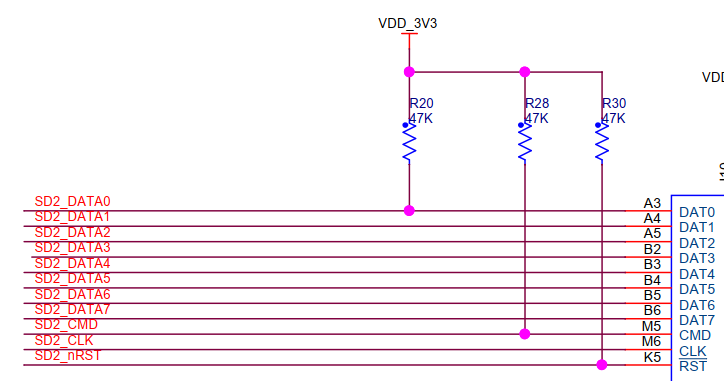 VDD_3V3
VDD
R20 R28 R30
47K 47K 47K
SD2_DATA0 A3 DAT0
SD2_DATA1 A4 DAT1
SD2_DATA2 A5 DAT2
SD2_DATA3 B2 DAT3
SD2_DATA4 B3 DAT4
SD2_DATA5 B4 DAT5
SD2_DATA6 B5 DAT6
SD2_DATA7 B6 DAT7
SD2_CMD M5 CMD
SD2_CLK M6 CLK
SD2_nRST K5 RST